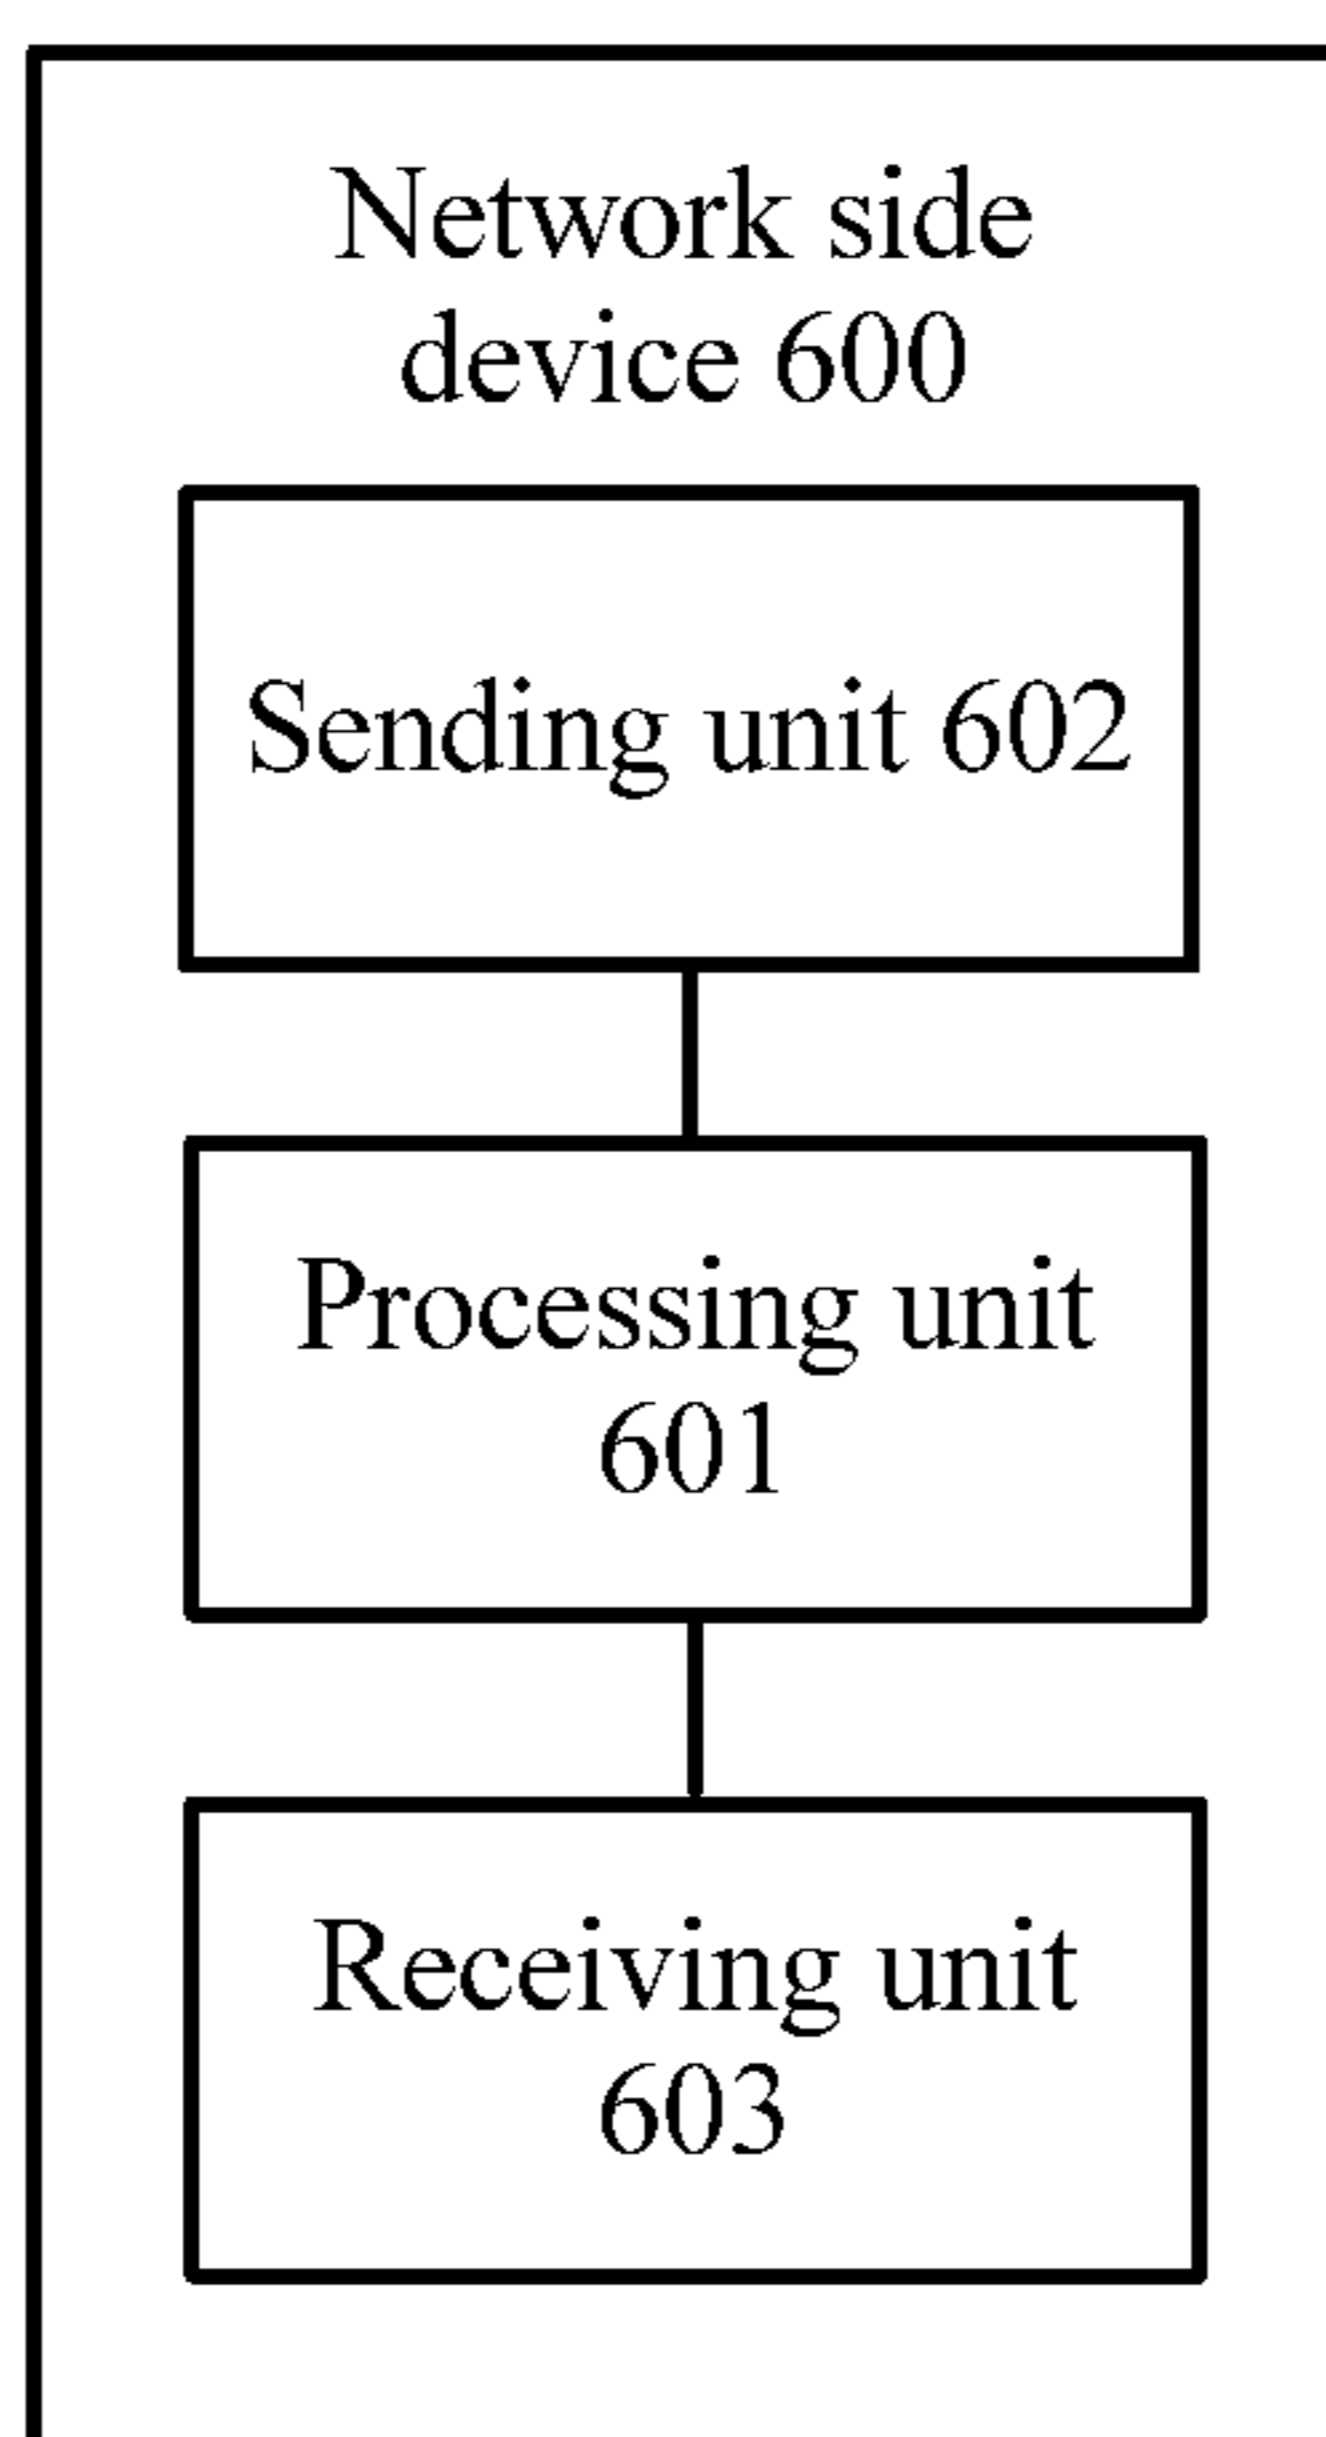 Network side
device 600
Sending unit 602
Processing unit
601
Receiving unit
603